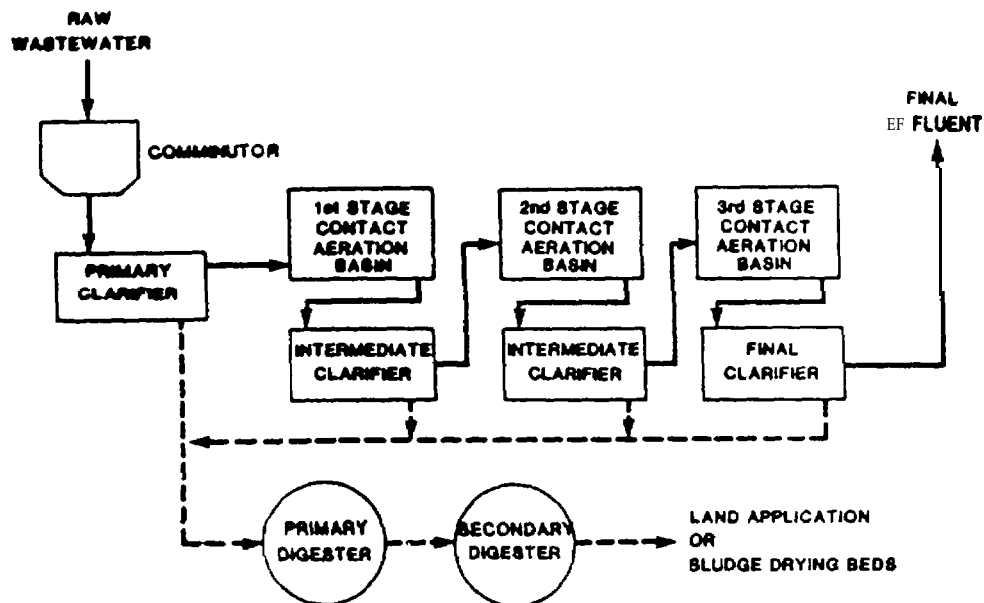 RAW
WASTEWATER
COMMINUTOR
FINAL
EF FLUENT
PRIMARY
CLARIFIER
1st STAGE
CONTACT
AERATION
BASIN
2nd STAGE
CONTACT
AERATION
BASIN
3rd STAGE
CONTACT
AERATION
BASIN
INTERMEDIATE
CLARIFIER
INTERMEDIATE
CLARIFIER
FINAL
CLARIFIER
PRIMARY
DIGESTER
SECONDARY
DIGESTER
LAND APPLICATION
OR
SLUDGE DRYING BEDS